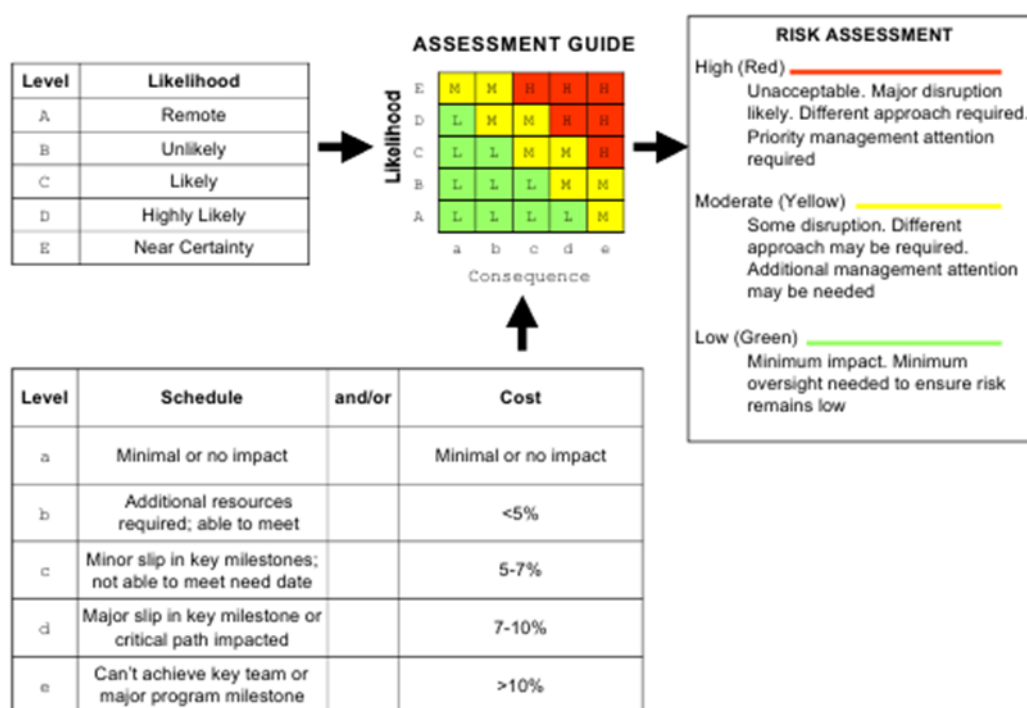 ASSESSMENT GUIDE
Level Likelihood
A Remote
B Unlikely
C Likely
D Highly Likely
E Near Certainty
Likelihood
E M M H H H
D L M M H H
C L L M M H
B L L L M M
A L L L L M
a b c d e
Consequence
RISK ASSESSMENT
High (Red)
Unacceptable. Major disruption
likely. Different approach required.
Priority management attention
required
Moderate (Yellow)
Some disruption. Different
approach may be required.
Additional management attention
may be needed
Low (Green)
Minimum impact. Minimum
oversight needed to ensure risk
remains low
Level Schedule and/or Cost
a Minimal or no impact Minimal or no impact
b Additional resources
required; able to meet <5%
c Minor slip in key milestones;
not able to meet need date 5-7%
d Major slip in key milestone or
critical path impacted 7-10%
e Can't achieve key team or
major program milestone >10%